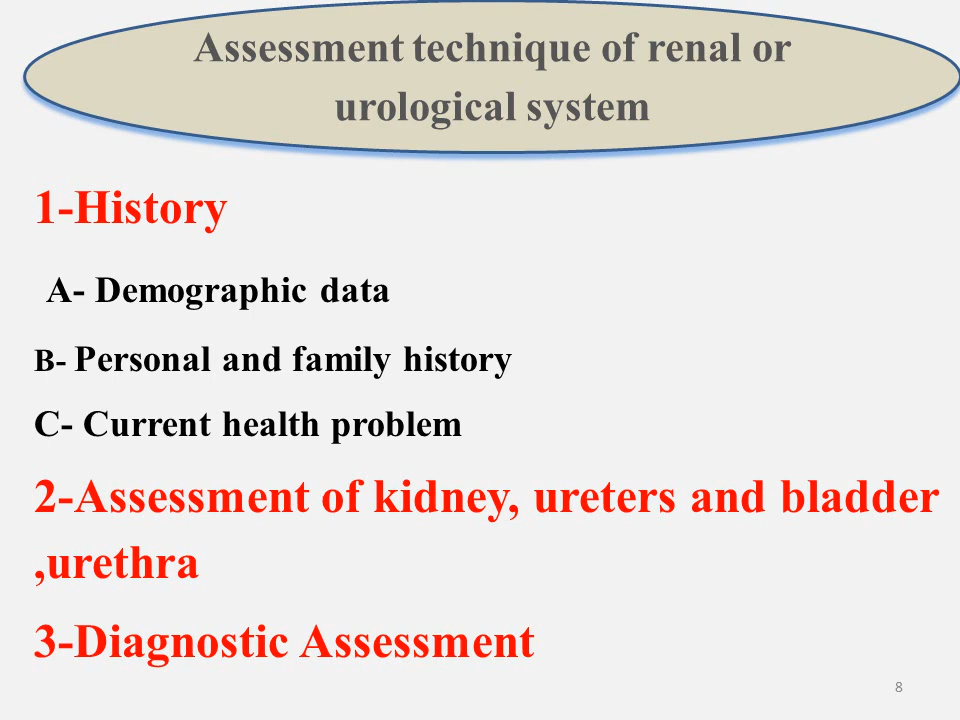 Assessment technique of renal or
urological system
1-History
A- Demographic data
B- Personal and family history
C- Current health problem
2-Assessment of kidney, ureters and bladder
,urethra
3-Diagnostic Assessment
8